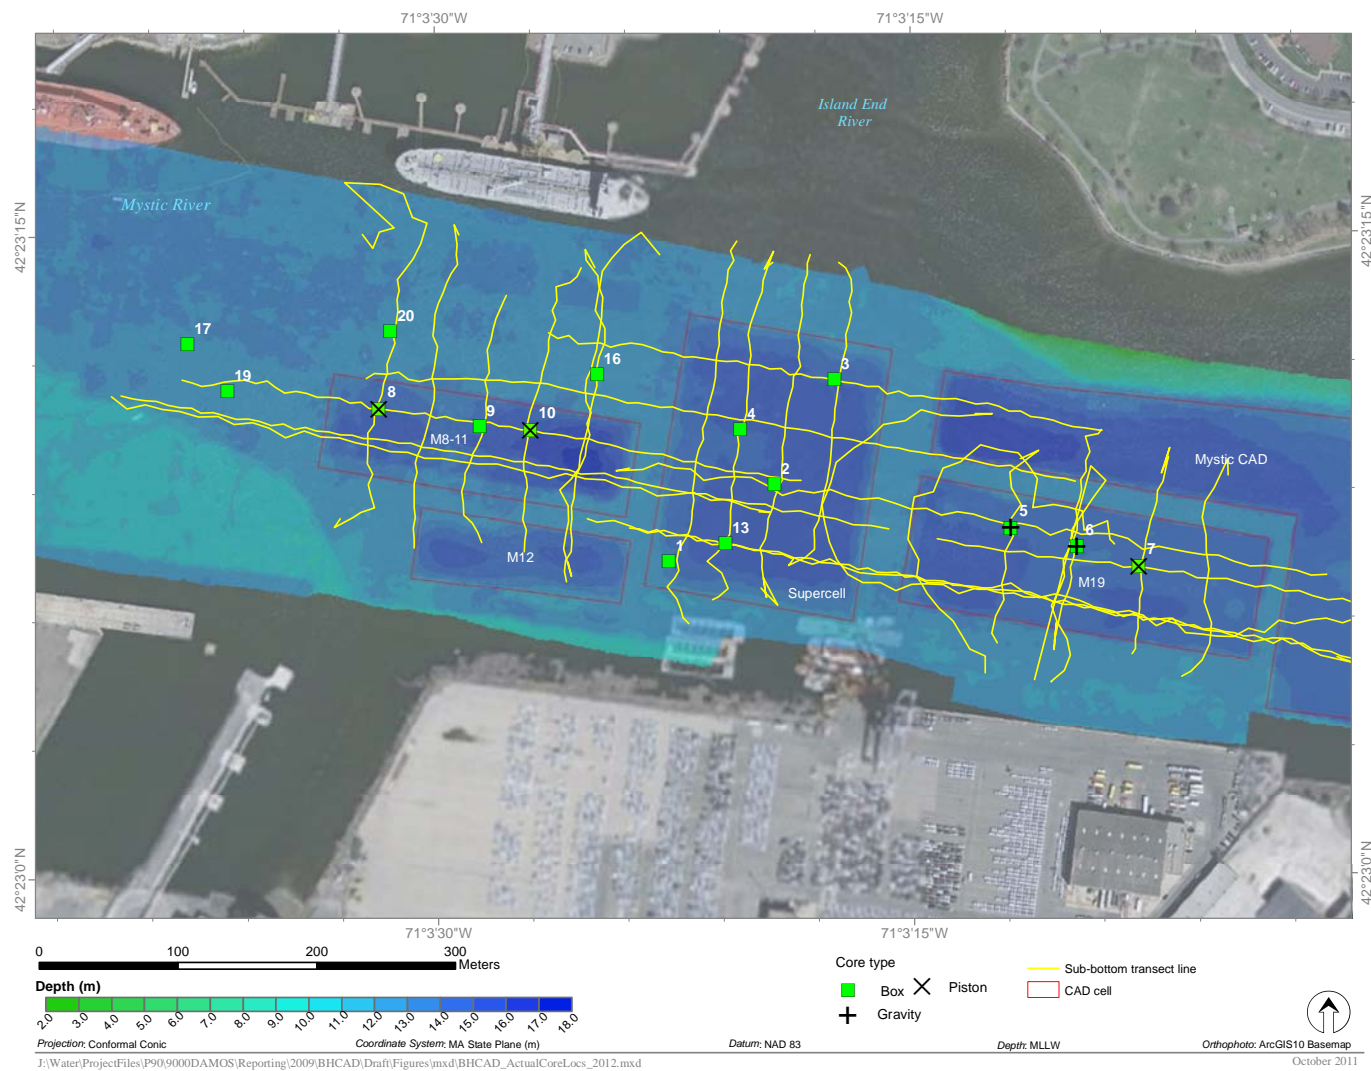 71°3'30"W 71°3'15"W
Island End
River
Mystic River
42°23'15"N 42°23'15"N
17
20
16
3
19
8
9
10
4
M8-11
2
Mystic CAD
5
13
6
1
7
M12
M19
Supercell
42°23'0"N 42°23'0"N
71°3'30"W 71°3'15"W
0 100 200 300
Meters
Core type
Box Piston
Gravity
Sub-bottom transect line
CAD cell
Depth (m)
2.0 3.0 4.0 5.0 6.0 7.0 8.0 9.0 10.0 11.0 12.0 13.0 14.0 15.0 16.0 17.0 18.0
Projection: Conformal Conic Coordinate System: MA State Plane (m) Datum: NAD 83 Depth: MLLW Orthophoto: ArcGIS10 Basemap
J:\Water\ProjectFiles\P90\9000DAMOS\Reporting\2009\BHCAD\Draft\Figures\mxd\BHCAD_ActualCoreLocs_2012.mxd October 2011